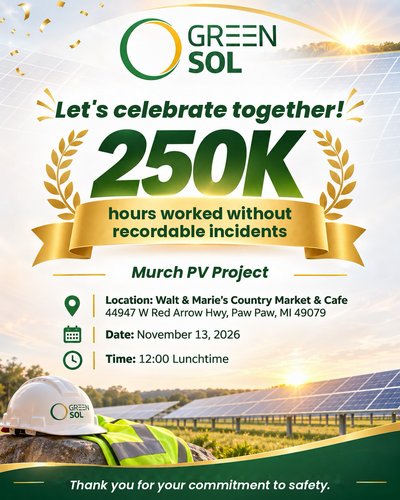 GREEN
SOL
Let's celebrate together!
250K
hours worked without
recordable incidents
Murch PV Project
Location: Walt & Marie's Country Market & Cafe
44947 W Red Arrow Hwy, Paw Paw, MI 49079
Date: November 13, 2026
Time: 12:00 Lunchtime
GREEN
SOL
Thank you for your commitment to safety.